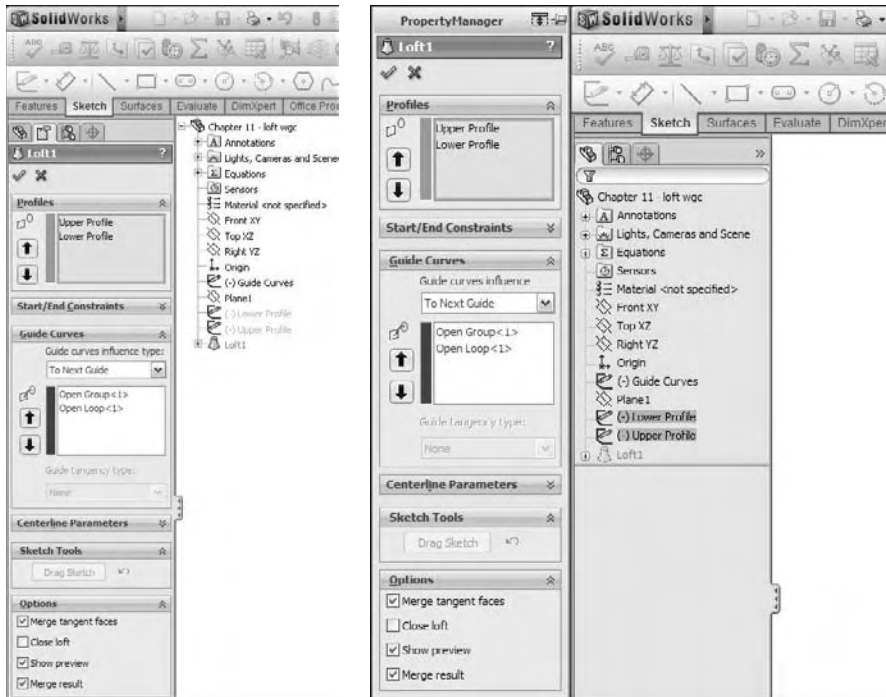 SolidWorks
ABC
Features Sketch Surfaces Evaluate DimXpert Office Pro
Loft1 ?
Profiles
Upper Profile
Lower Profile
Start/End Constraints
Guide Curves
Guide curves influence type:
To Next Guide
Open Group<1>
Open Loop<1>
Guide tangency type:
None
Centerline Parameters
Sketch Tools
Drag Sketch
Options
Merge tangent faces
Close loft
Show preview
Merge result
Chapter 11 - loft wgc
Annotations
Lights, Cameras and Scene
Equations
Sensors
Material <not specified>
Front XY
Top XZ
Right YZ
Origin
(-) Guide Curves
Plane1
(-) Lower Profile
(-) Upper Profile
Loft1
PropertyManager
Loft1 ?
Profiles
Upper Profile
Lower Profile
Start/End Constraints
Guide Curves
Guide curves influence
To Next Guide
Open Group<1>
Open Loop<1>
Guide tangency type:
None
Centerline Parameters
Sketch Tools
Drag Sketch
Options
Merge tangent faces
Close loft
Show preview
Merge result
SolidWorks
ABC
Features Sketch Surfaces Evaluate DimXper
Chapter 11 - loft wgc
Annotations
Lights, Cameras and Scene
Equations
Sensors
Material <not specified>
Front XY
Top XZ
Right YZ
Origin
(-) Guide Curves
Plane1
(-) Lower Profile
(-) Upper Profile
Loft1